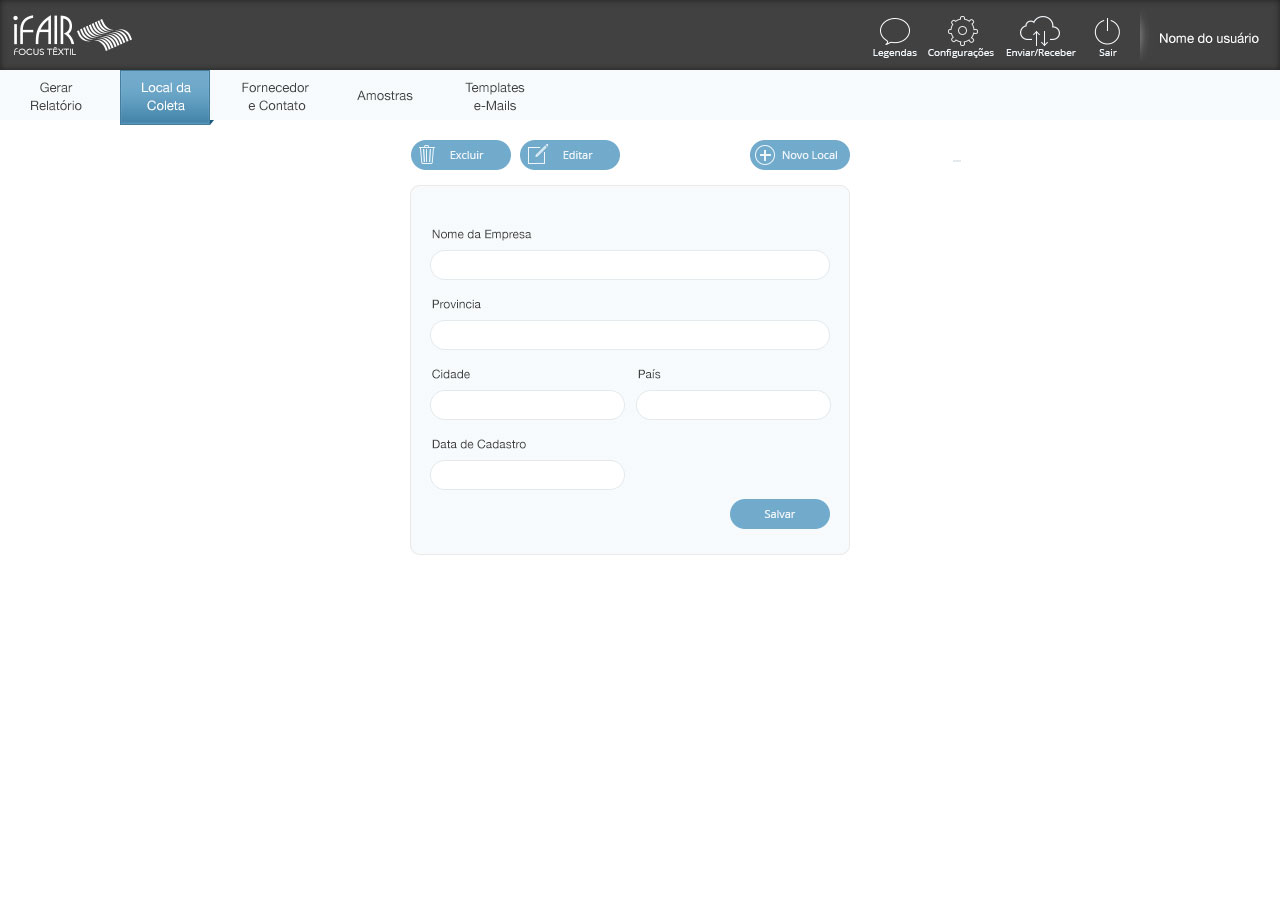 iFAIR
FOCUS TÊXTIL
Legendas
Configurações
Enviar/Receber
Sair
Nome do usuário
Gerar
Relatório
Local da
Coleta
Fornecedor
e Contato
Amostras
Templates
e-Mails
Excluir
Editar
Novo Local
Nome da Empresa
Provincia
Cidade
País
Data de Cadastro
Salvar